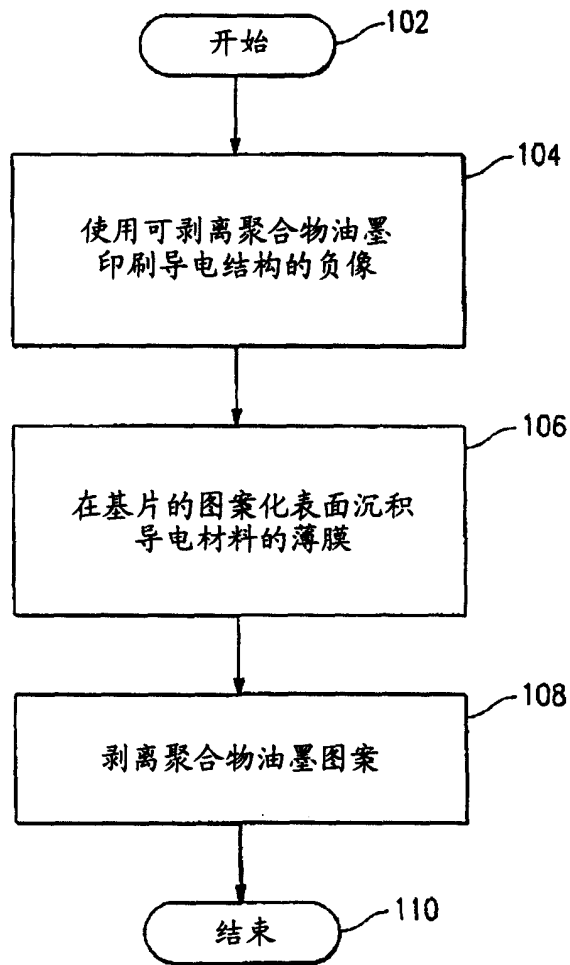 开始
102
104
使用可剥离聚合物油墨
印刷导电结构的负像
106
在基片的图案化表面沉积
导电材料的薄膜
108
剥离聚合物油墨图案
结束
110